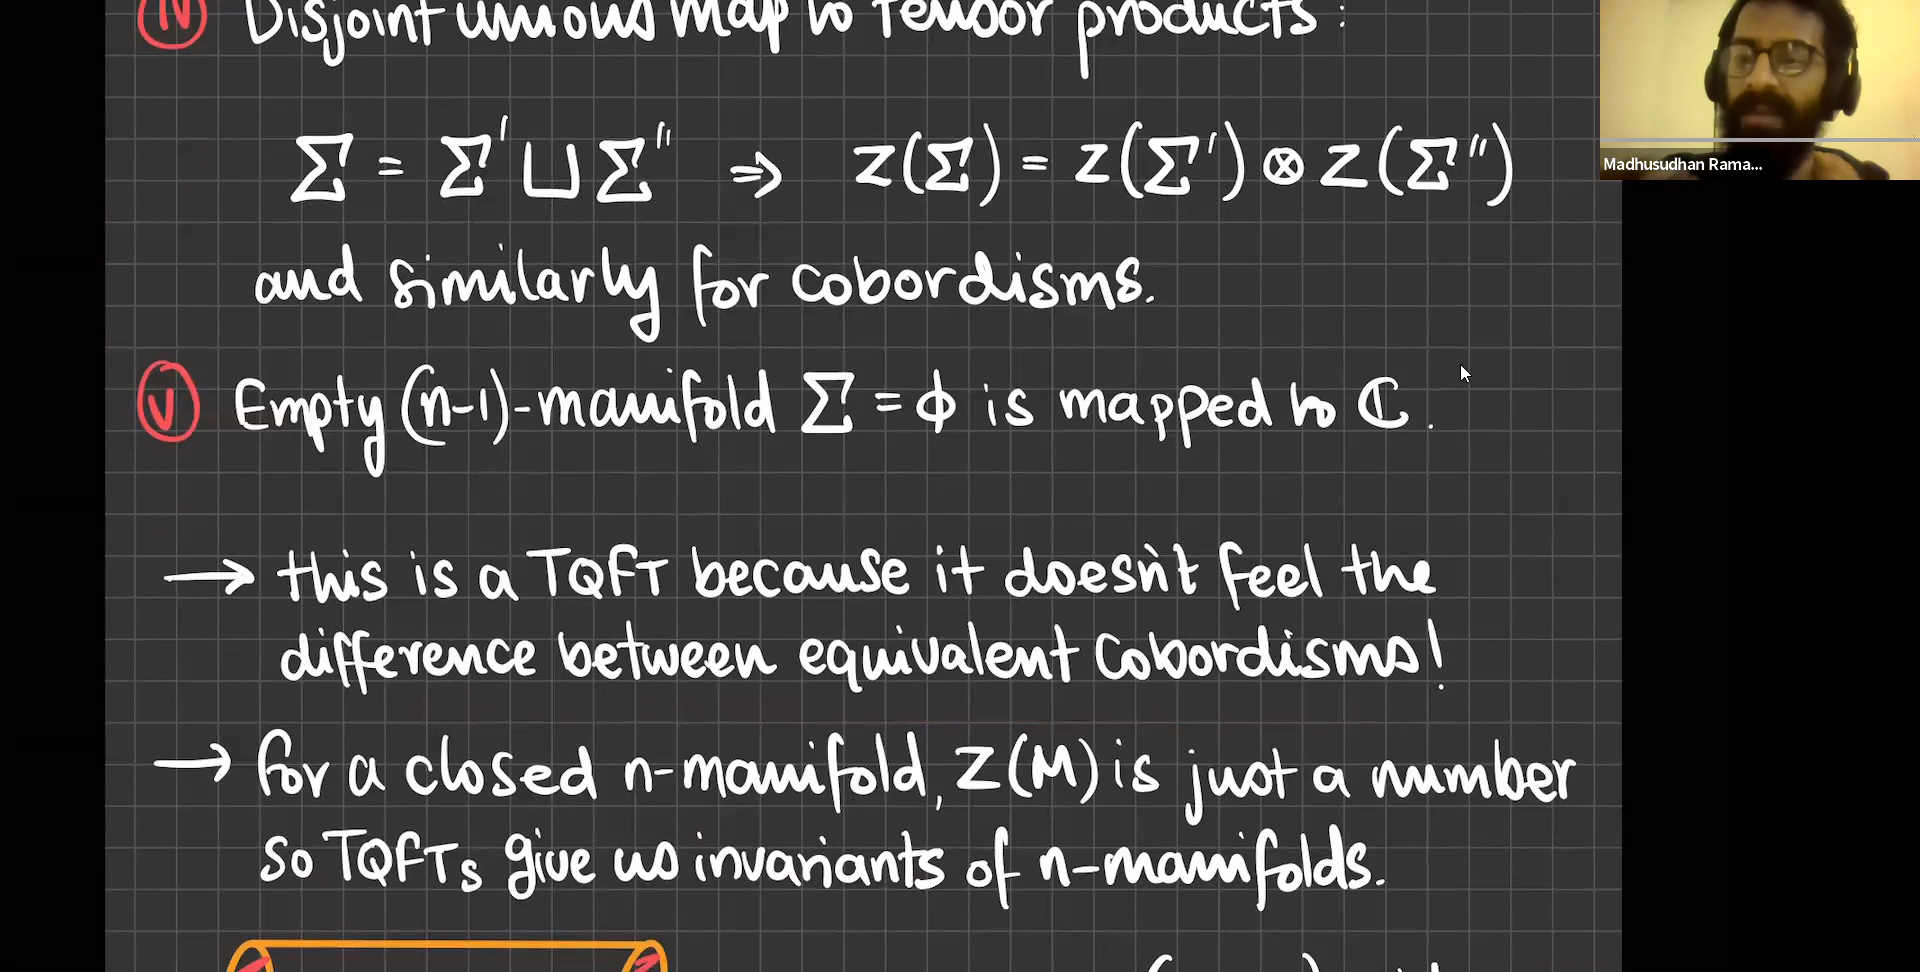 IV Disjoint unions map to Tensor products :
Σ = Σ' ⊔ Σ" ⇒ Z(Σ) = Z(Σ') ⊗ Z(Σ")
and similarly for cobordisms.
V Empty (n-1)-manifold Σ = ϕ is mapped to ℂ.
→ this is a TQFT because it doesn't feel the
difference between equivalent cobordisms!
→ for a closed n-manifold, Z(M) is just a number
so TQFTs give us invariants of n-manifolds.
Madhusudhan Rama...